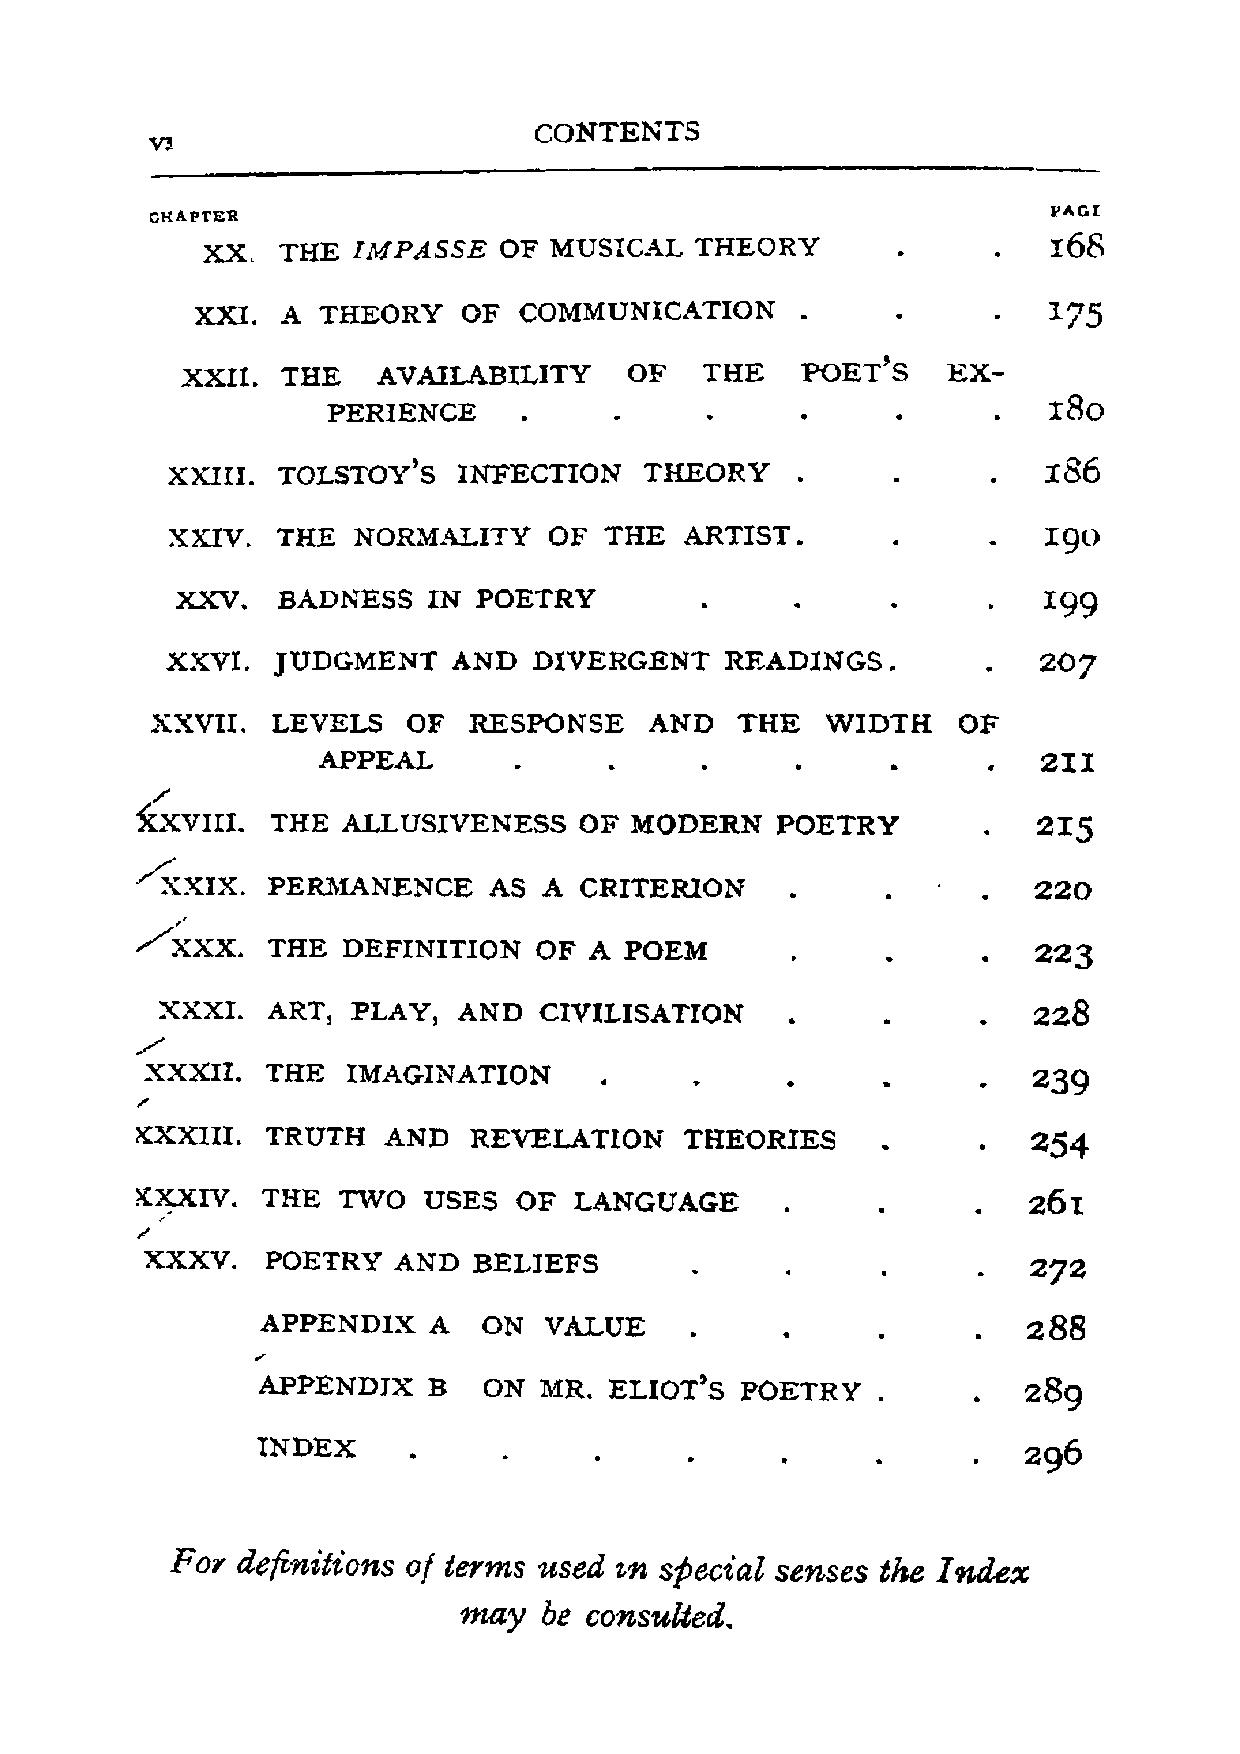 vi
CONTENTS
CHAPTER PAGE
XX. THE IMPASSE OF MUSICAL THEORY . . 168
XXI. A THEORY OF COMMUNICATION . . . 175
XXII. THE AVAILABILITY OF THE POET'S EX-
PERIENCE . . . . . . 180
XXIII. TOLSTOY'S INFECTION THEORY . . . 186
XXIV. THE NORMALITY OF THE ARTIST. . . 190
XXV. BADNESS IN POETRY . . . . 199
XXVI. JUDGMENT AND DIVERGENT READINGS. . 207
XXVII. LEVELS OF RESPONSE AND THE WIDTH OF
APPEAL . . . . . . 211
XXVIII. THE ALLUSIVENESS OF MODERN POETRY . 215
XXIX. PERMANENCE AS A CRITERION . . . 220
XXX. THE DEFINITION OF A POEM . . . 223
XXXI. ART, PLAY, AND CIVILISATION . . . 228
XXXII. THE IMAGINATION . . . . . 239
XXXIII. TRUTH AND REVELATION THEORIES . . 254
XXXIV. THE TWO USES OF LANGUAGE . . . 261
XXXV. POETRY AND BELIEFS . . . . 272
APPENDIX A ON VALUE . . . . 288
APPENDIX B ON MR. ELIOT'S POETRY . . 289
INDEX . . . . . . . 296
For definitions of terms used in special senses the Index
may be consulted.